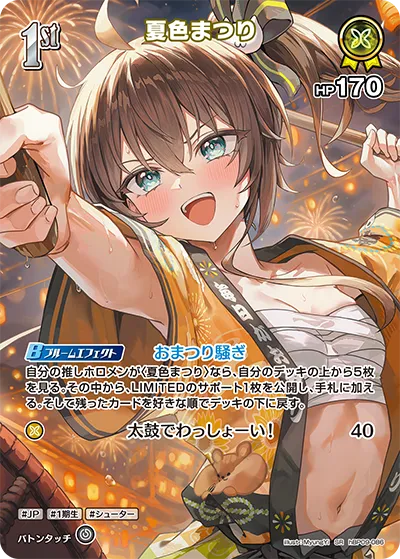 1st
夏色まつり
HP170
Bブルームエフェクト
おまつり騒ぎ
自分の推しホロメンが〈夏色まつり〉なら、自分のデッキの上から5枚
を見る。その中から、LIMITEDのサポート1枚を公開し、手札に加え
る。そして残ったカードを好きな順でデッキの下に戻す。
太鼓でわっしょーい! 40
#JP #1期生 #シューター
バトンタッチ
illust: MyungYi SR hBP06-086